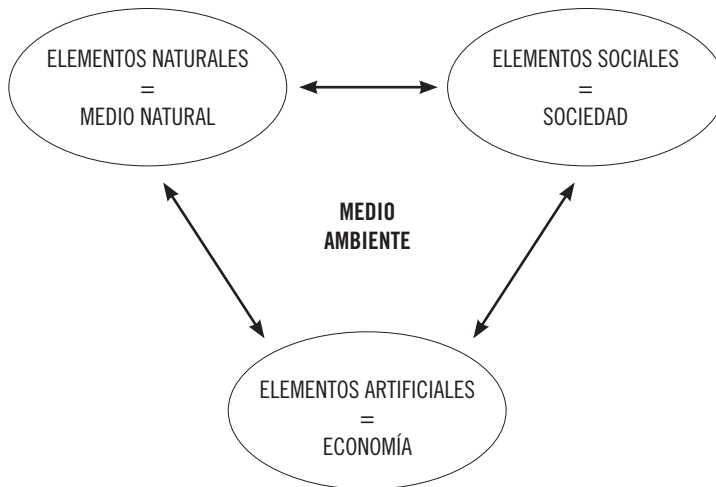 ELEMENTOS NATURALES
=
MEDIO NATURAL
ELEMENTOS SOCIALES
=
SOCIEDAD
MEDIO
AMBIENTE
ELEMENTOS ARTIFICIALES
=
ECONOMÍA